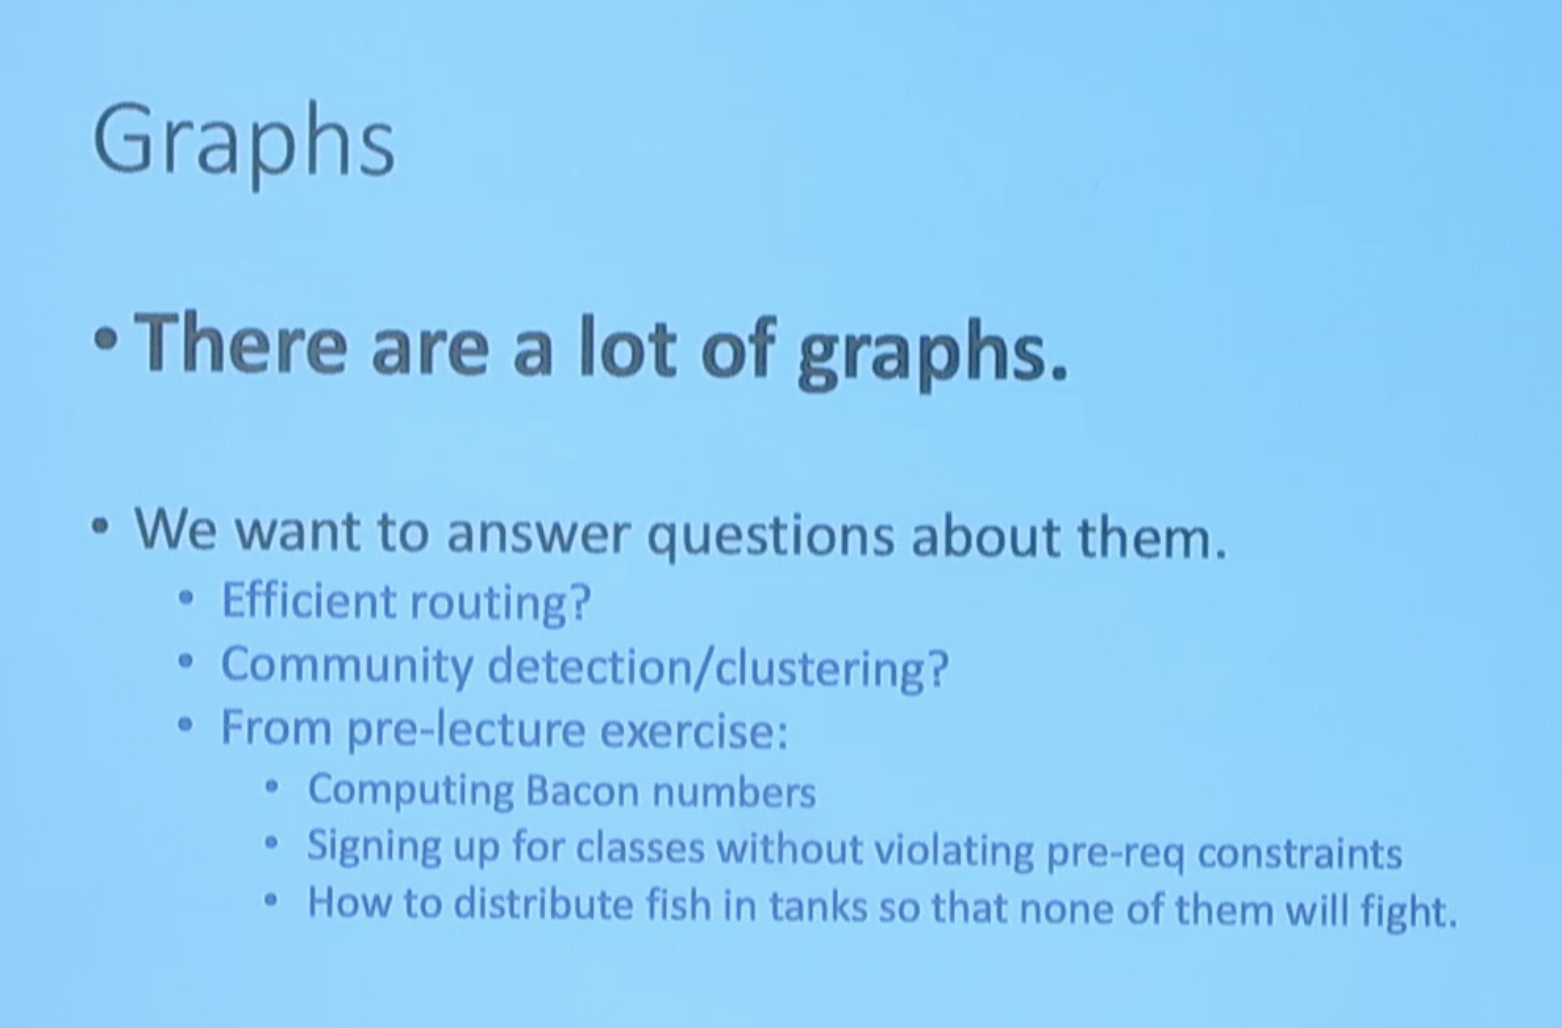 Graphs
• There are a lot of graphs.
• We want to answer questions about them.
• Efficient routing?
• Community detection/clustering?
• From pre-lecture exercise:
• Computing Bacon numbers
• Signing up for classes without violating pre-req constraints
• How to distribute fish in tanks so that none of them will fight.